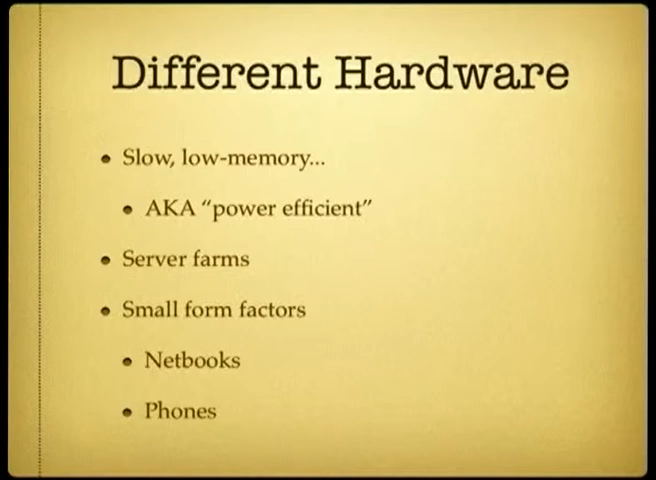 Different Hardware
• Slow, low-memory...
• AKA “power efficient”
• Server farms
• Small form factors
• Netbooks
• Phones